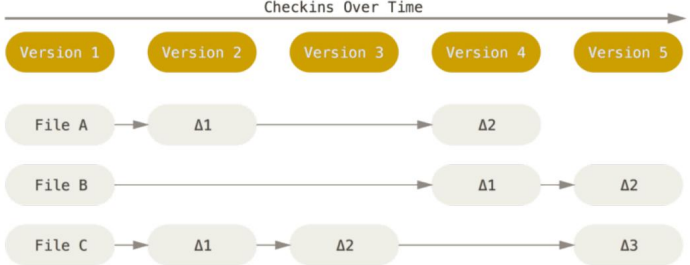 Checkins Over Time
Version 1 Version 2 Version 3 Version 4 Version 5
File A Δ1 Δ2
File B Δ1 Δ2
File C Δ1 Δ2 Δ3